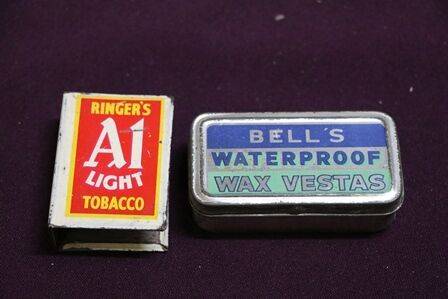 RINGER'S
A1
LIGHT
TOBACCO
BELL'S
WATERPROOF
WAX VESTAS